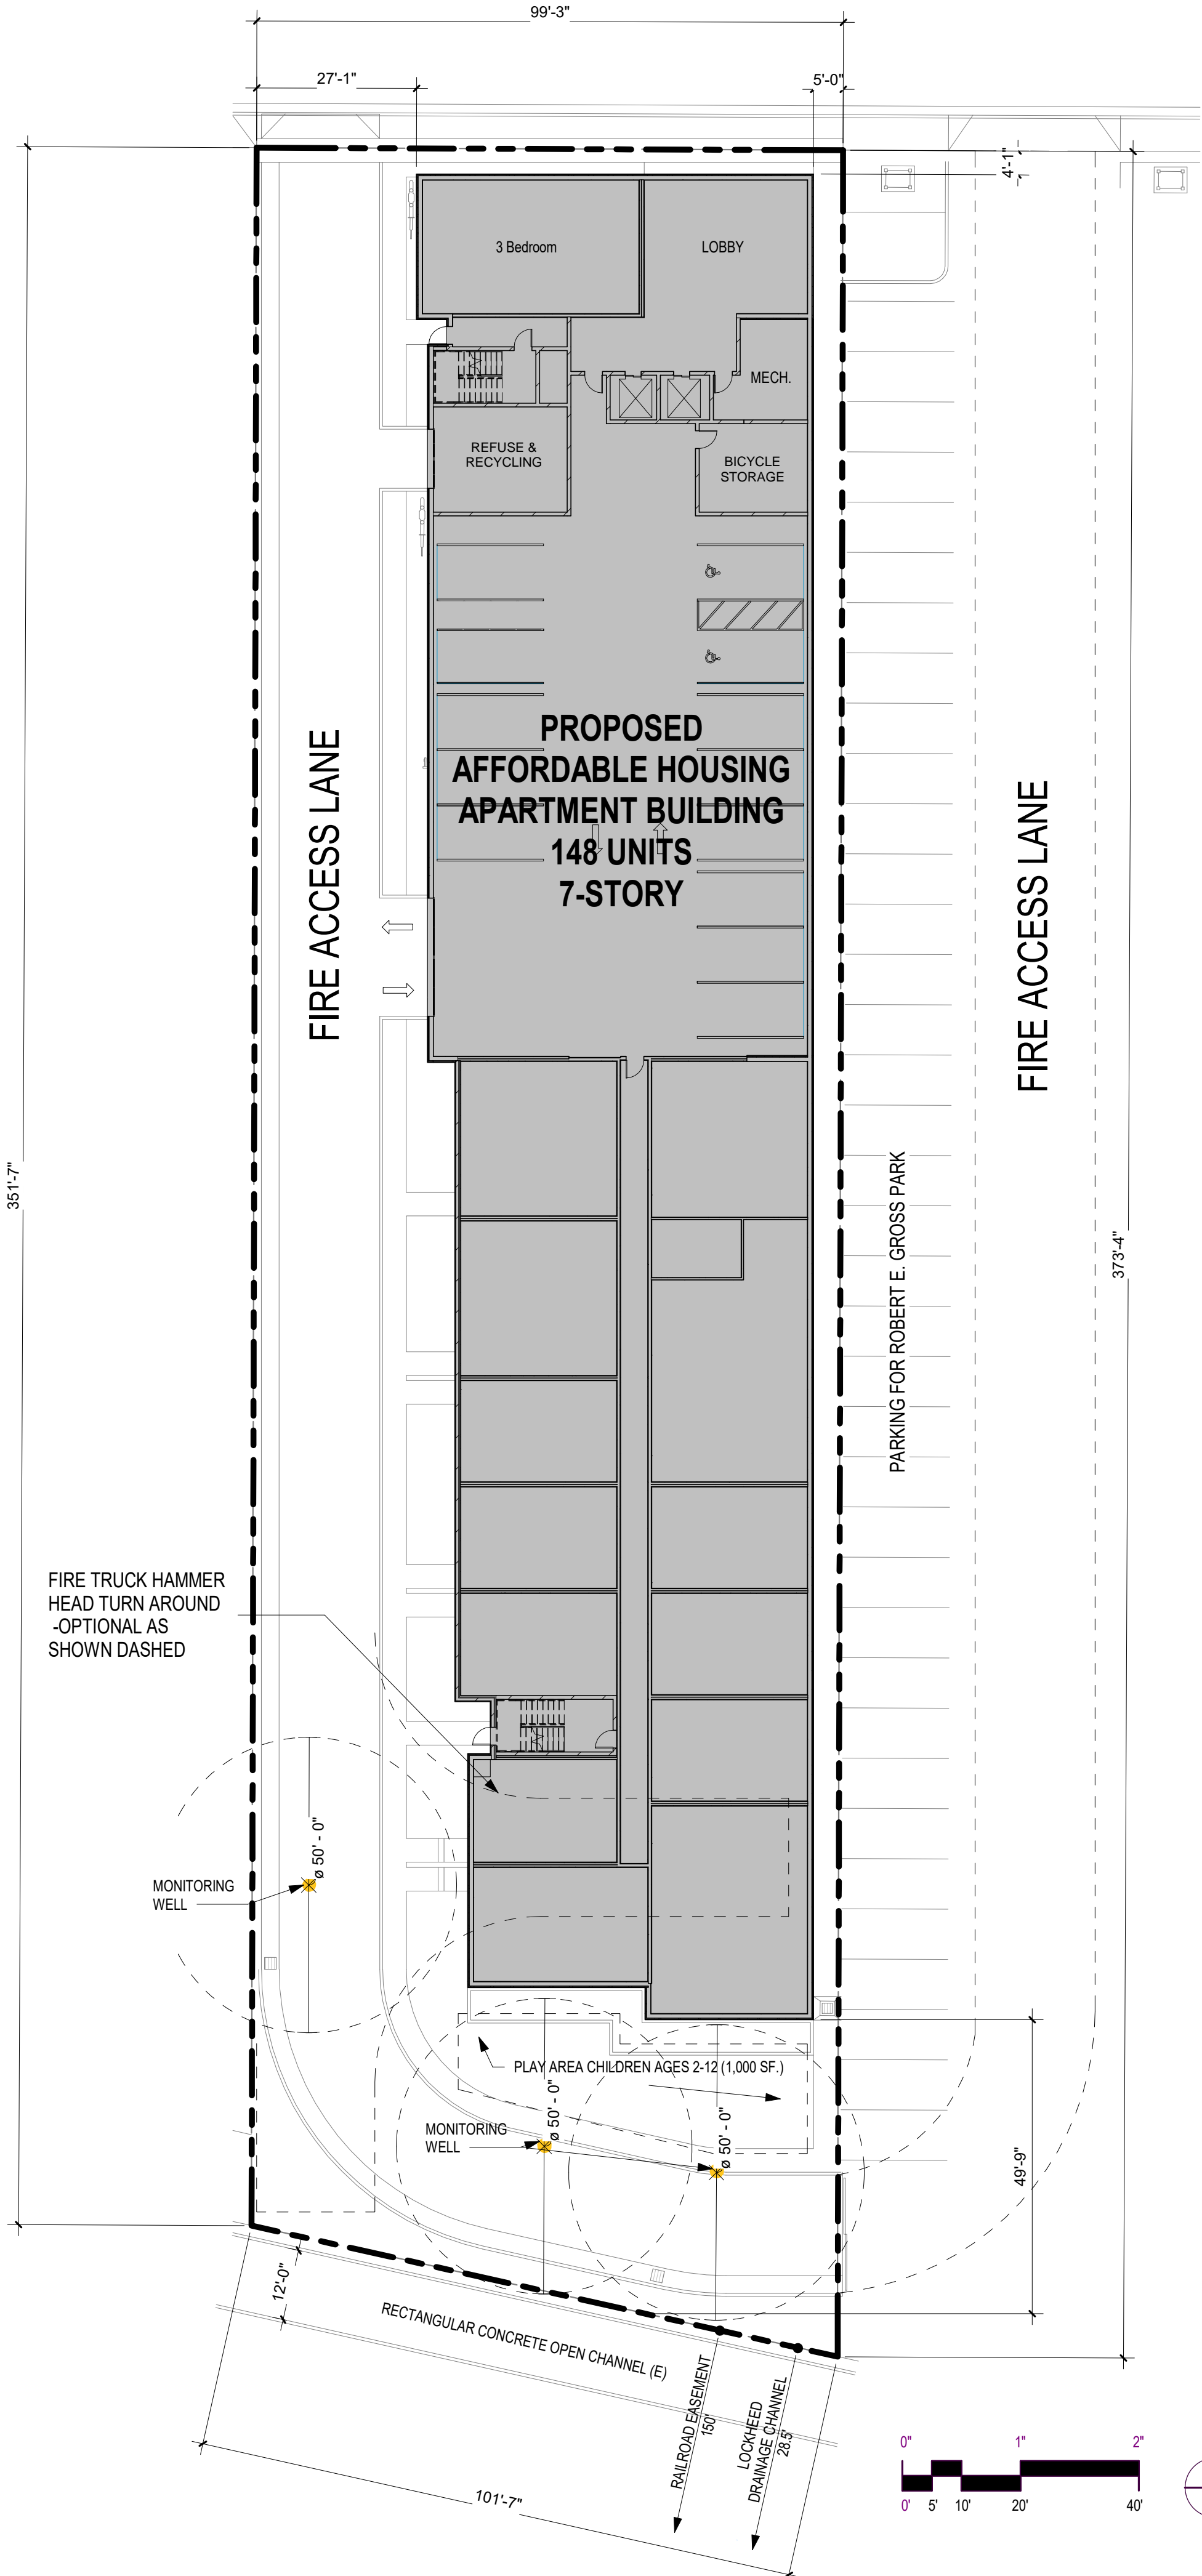 99'-3"
27'-1"
5'-0"
4'-1"
3 Bedroom
LOBBY
MECH.
REFUSE &
RECYCLING
BICYCLE
STORAGE
PROPOSED
AFFORDABLE HOUSING
APARTMENT BUILDING
148 UNITS
7-STORY
FIRE ACCESS LANE
FIRE ACCESS LANE
351'-7"
373'-4"
PARKING FOR ROBERT E. GROSS PARK
FIRE TRUCK HAMMER
HEAD TURN AROUND
-OPTIONAL AS
SHOWN DASHED
ø 50' - 0"
MONITORING
WELL
PLAY AREA CHILDREN AGES 2-12 (1,000 SF.)
ø 50' - 0"
ø 50' - 0"
MONITORING
WELL
49'-9"
12'-0"
RECTANGULAR CONCRETE OPEN CHANNEL (E)
RAILROAD EASEMENT
150'
LOCKHEED
DRAINAGE CHANNEL
28.5'
101'-7"
0" 1" 2"
0' 5' 10' 20' 40'